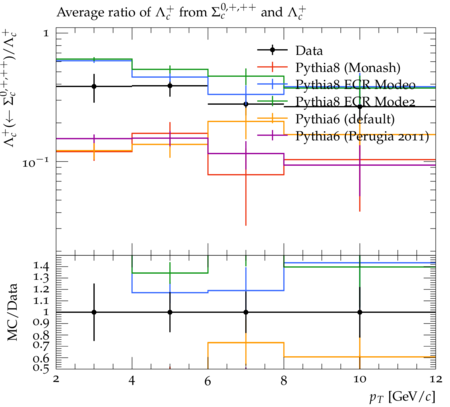 Average ratio of Λ_c^+ from Σ_c^{0,+,++} and Λ_c^+
Λ_c^+(← Σ_c^{0,+,++})/Λ_c^+
1
10^{−1}
Data
Pythia8 (Monash)
Pythia8 ECR Mode0
Pythia8 ECR Mode2
Pythia6 (default)
Pythia6 (Perugia 2011)
MC/Data
1.4
1.3
1.2
1.1
1
0.9
0.8
0.7
0.6
0.5
2 4 6 8 10 12
p_T [GeV/c]